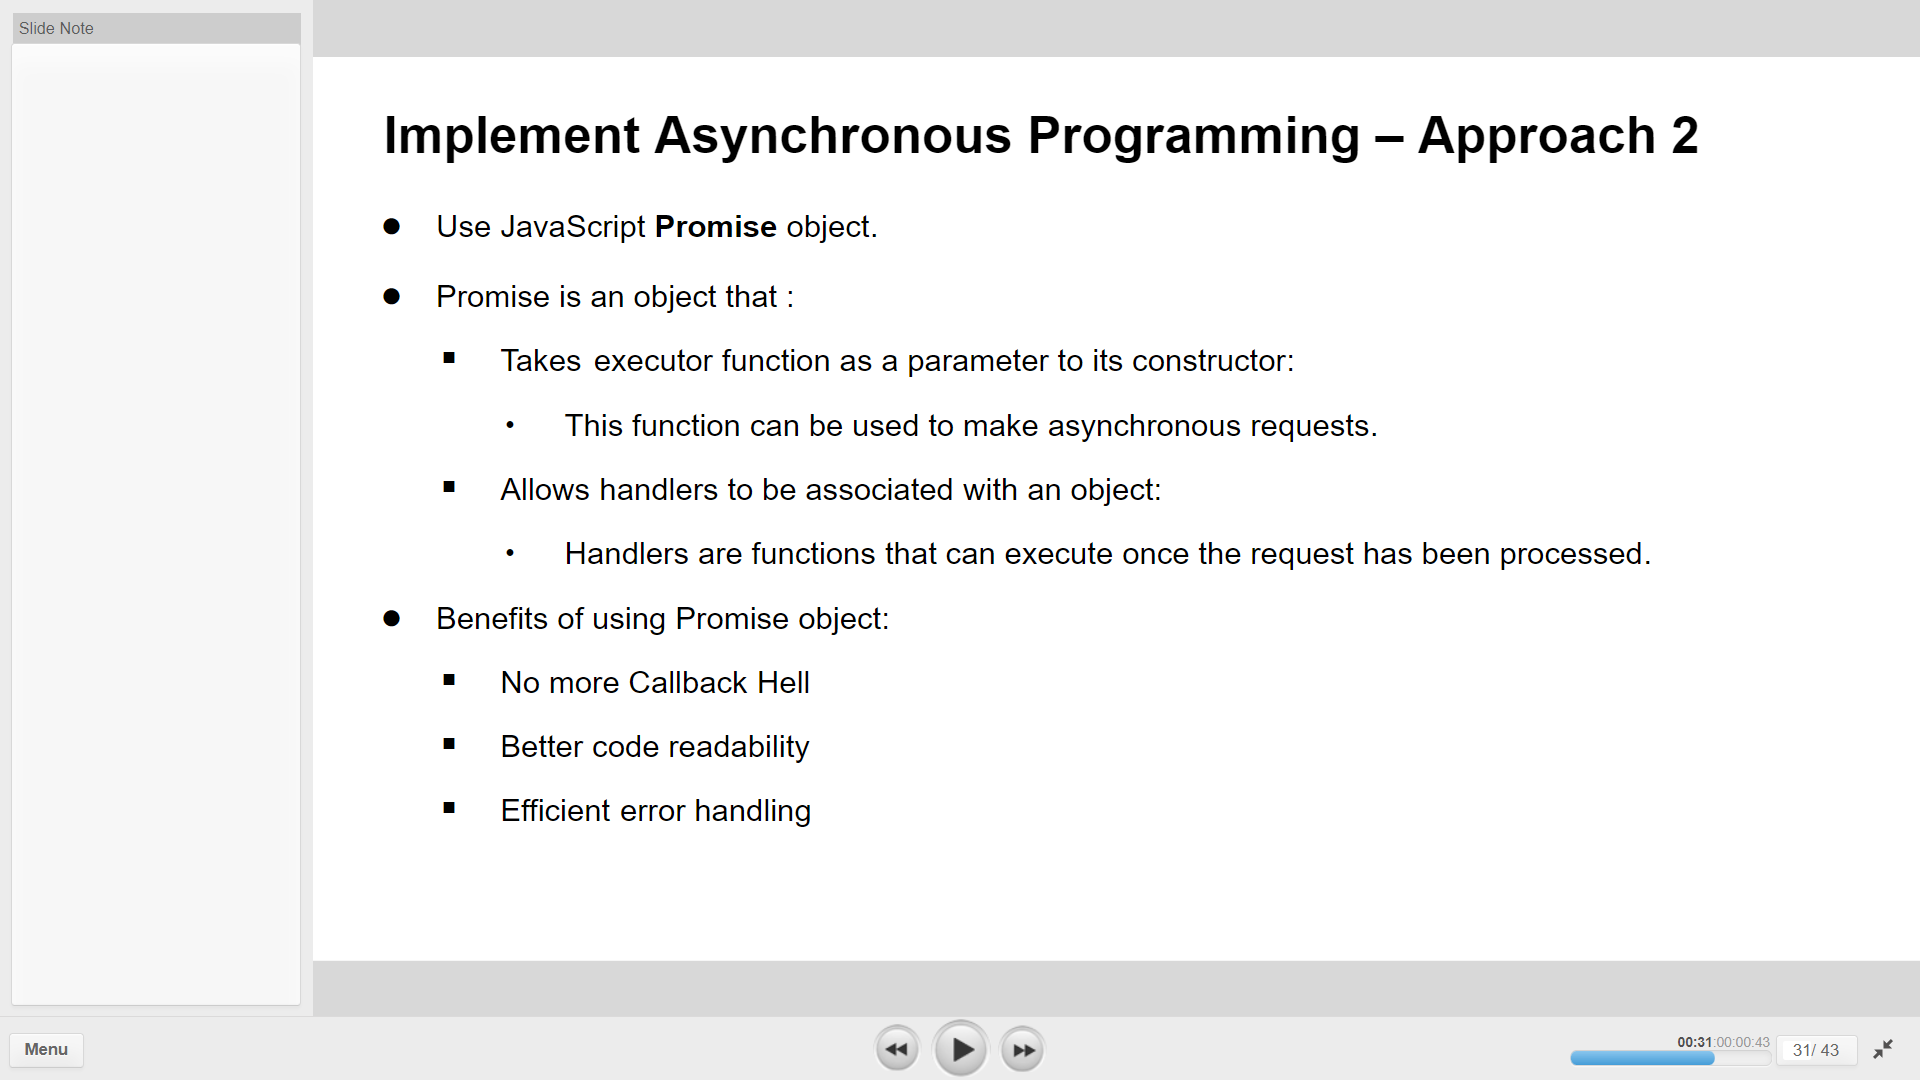 Slide Note
Implement Asynchronous Programming – Approach 2
● Use JavaScript Promise object.
● Promise is an object that :
▪ Takes executor function as a parameter to its constructor:
• This function can be used to make asynchronous requests.
▪ Allows handlers to be associated with an object:
• Handlers are functions that can execute once the request has been processed.
● Benefits of using Promise object:
▪ No more Callback Hell
▪ Better code readability
▪ Efficient error handling
Menu
00:31:00:00:43
31/ 43